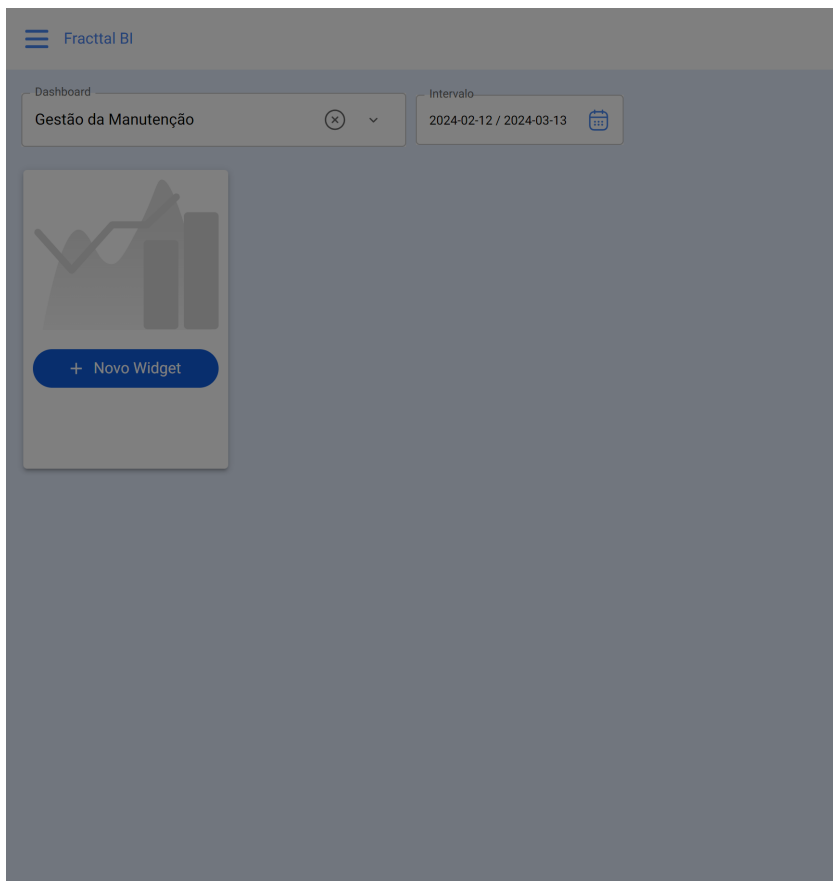 Fracttal BI
Dashboard
Gestão da Manutenção
Intervalo
2024-02-12 / 2024-03-13
+ Novo Widget